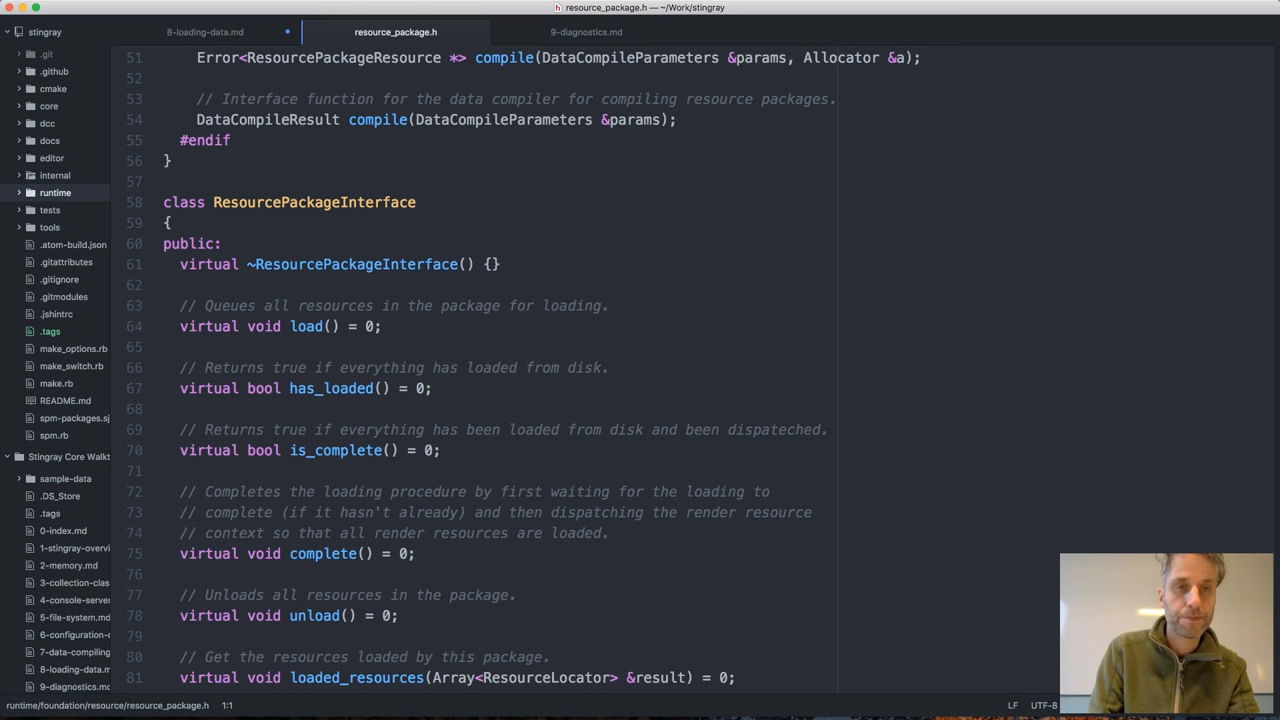 resource_package.h — ~/Work/stingray
stingray
.git
.github
cmake
core
dcc
docs
editor
internal
runtime
tests
tools
.atom-build.json
.gitattributes
.gitignore
.gitmodules
.jshintrc
.tags
make_options.rb
make_switch.rb
make.rb
README.md
spm-packages.sj
spm.rb
Stingray Core Walkt
sample-data
.DS_Store
.tags
0-index.md
1-stingray-overvi
2-memory.md
3-collection-clas
4-console-server
5-file-system.md
6-configuration-
7-data-compiling
8-loading-data.m
9-diagnostics.md
8-loading-data.md
resource_package.h
9-diagnostics.md
51 Error<ResourcePackageResource *> compile(DataCompileParameters &params, Allocator &a);
52
53 // Interface function for the data compiler for compiling resource packages.
54 DataCompileResult compile(DataCompileParameters &params);
55 #endif
56 }
57
58 class ResourcePackageInterface
59 {
60 public:
61 virtual ~ResourcePackageInterface() {}
62
63 // Queues all resources in the package for loading.
64 virtual void load() = 0;
65
66 // Returns true if everything has loaded from disk.
67 virtual bool has_loaded() = 0;
68
69 // Returns true if everything has been loaded from disk and been dispateched.
70 virtual bool is_complete() = 0;
71
72 // Completes the loading procedure by first waiting for the loading to
73 // complete (if it hasn't already) and then dispatching the render resource
74 // context so that all render resources are loaded.
75 virtual void complete() = 0;
76
77 // Unloads all resources in the package.
78 virtual void unload() = 0;
79
80 // Get the resources loaded by this package.
81 virtual void loaded_resources(Array<ResourceLocator> &result) = 0;
runtime/foundation/resource/resource_package.h 1:1
LF UTF-8